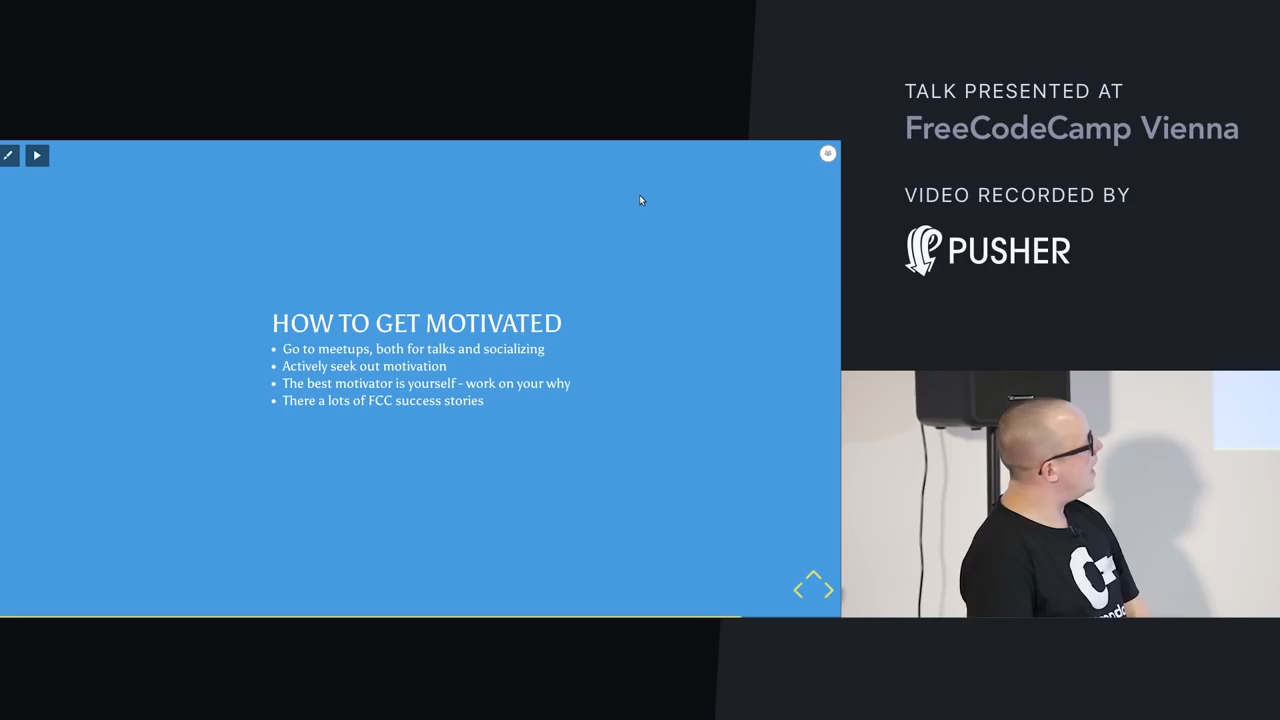 TALK PRESENTED AT
FreeCodeCamp Vienna
VIDEO RECORDED BY
PUSHER
HOW TO GET MOTIVATED
• Go to meetups, both for talks and socializing
• Actively seek out motivation
• The best motivator is yourself - work on your why
• There a lots of FCC success stories